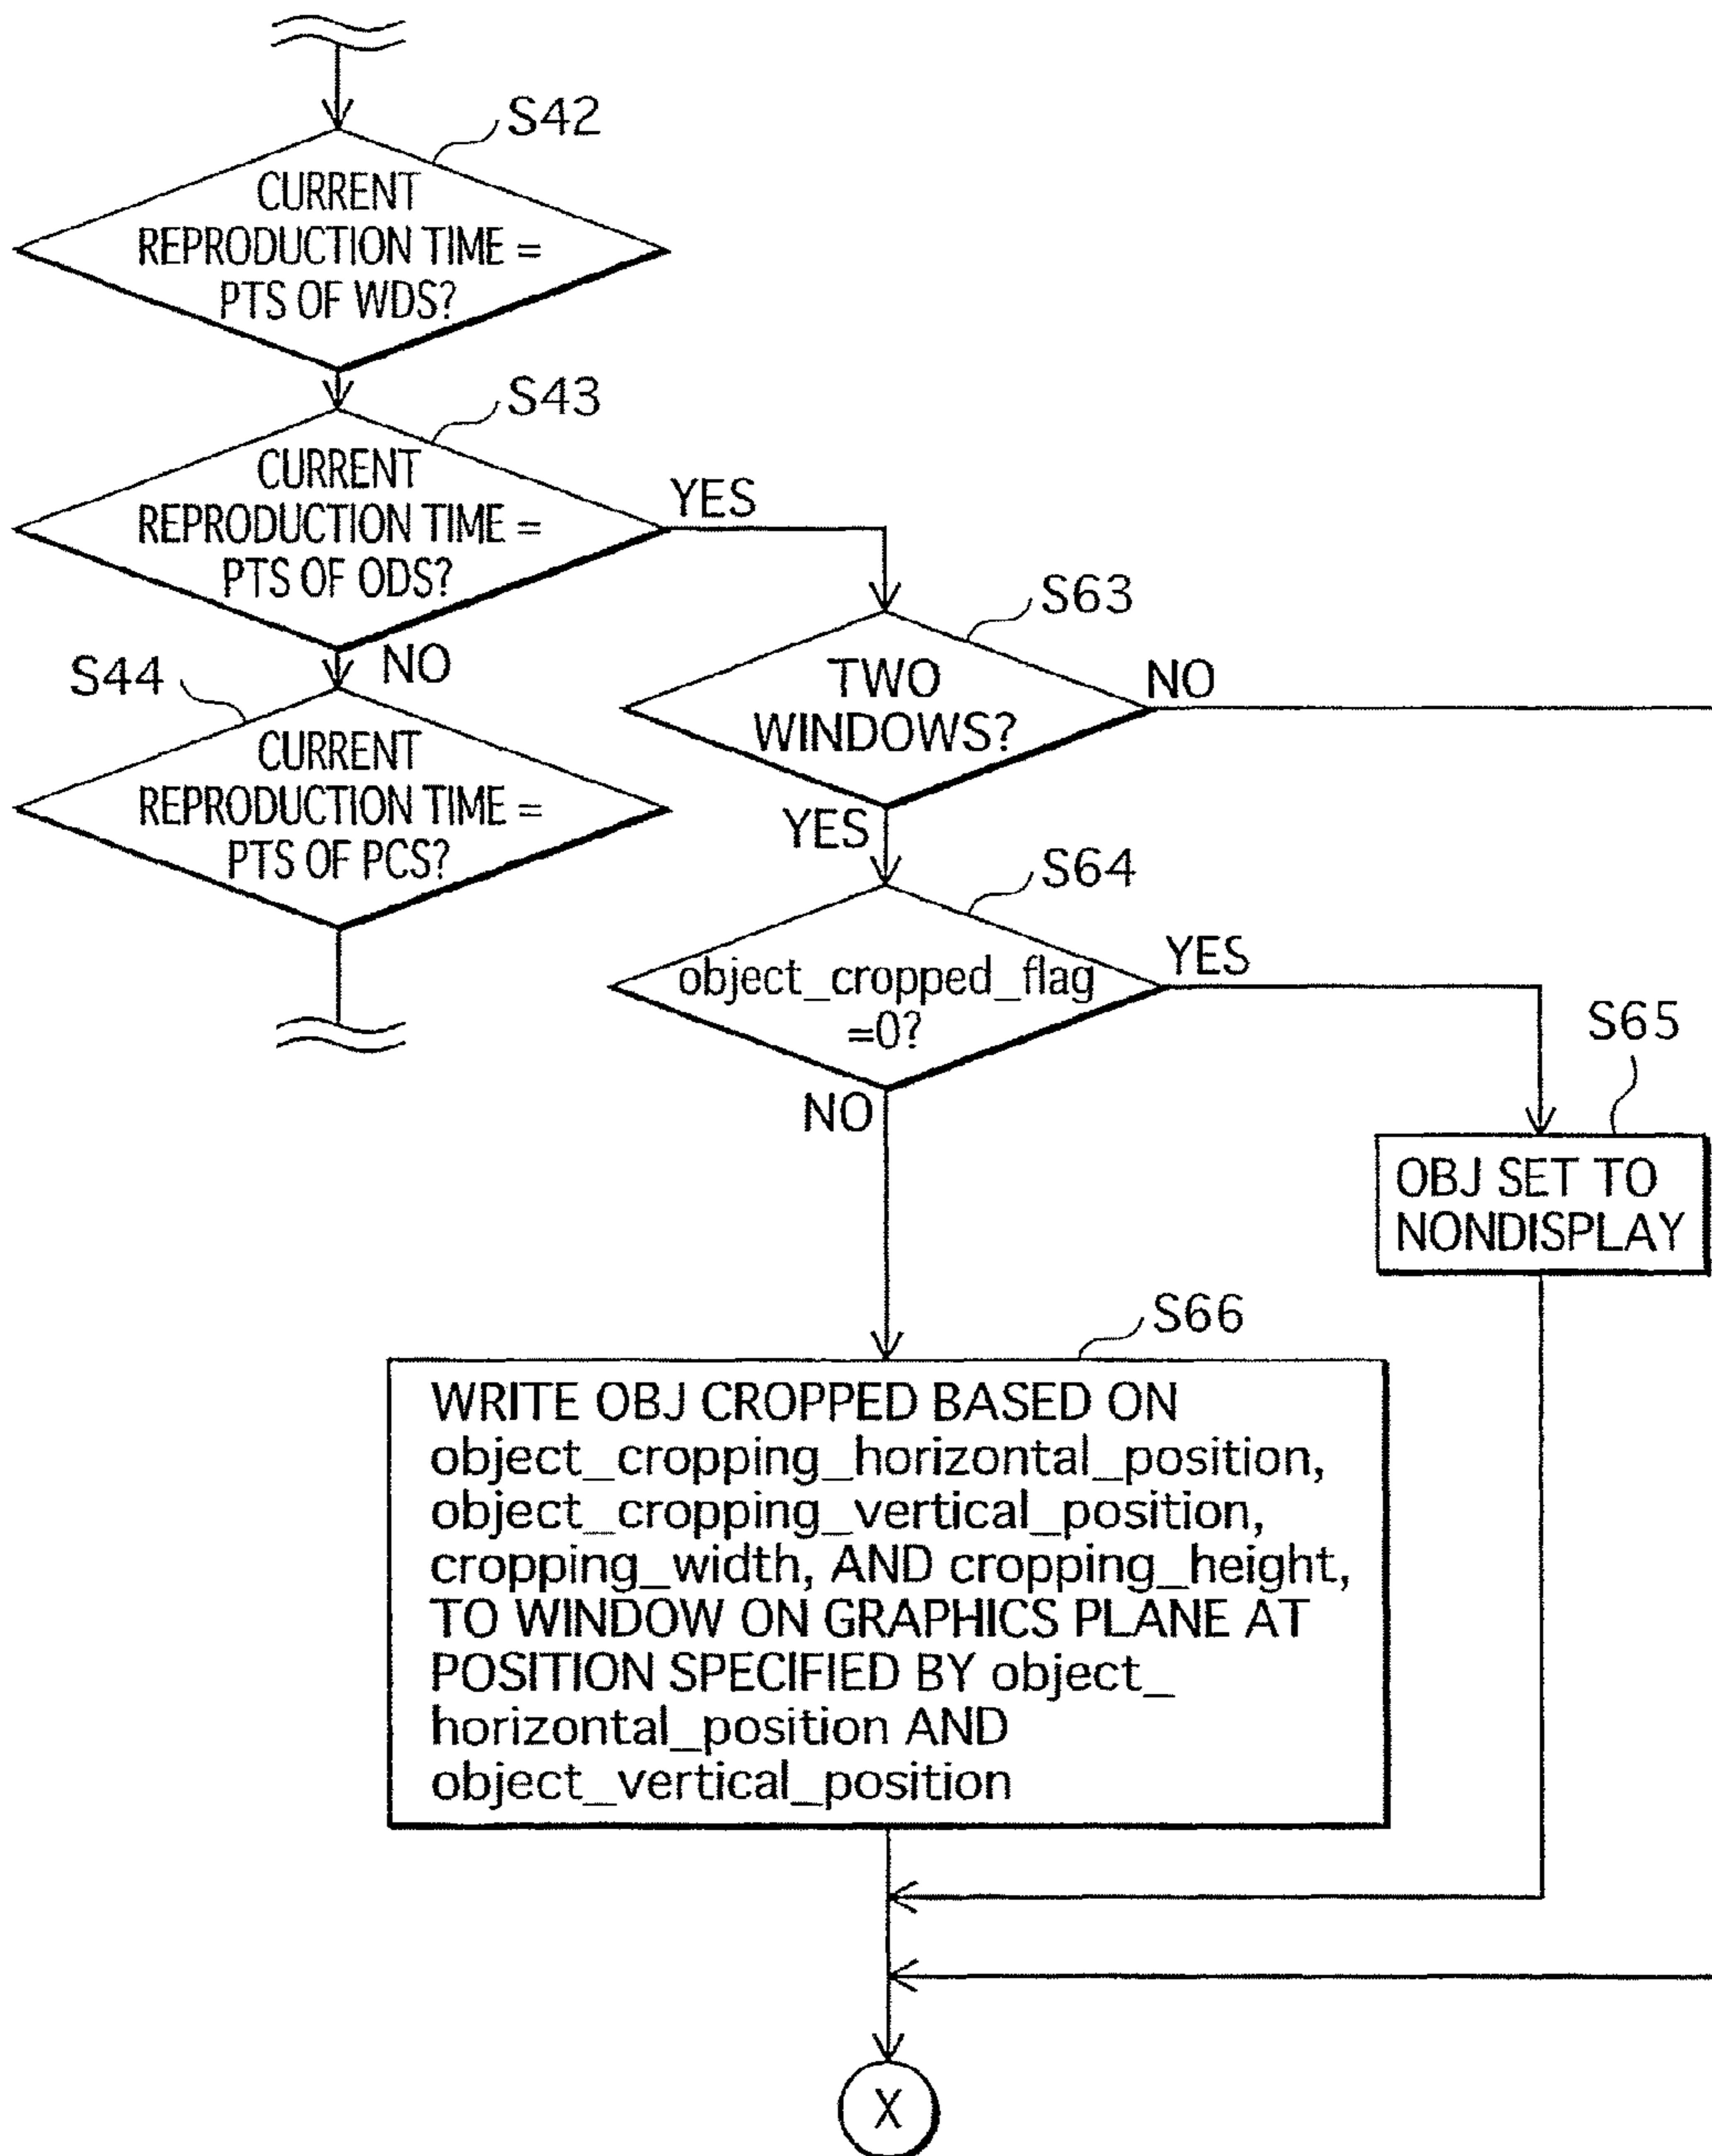 S42
CURRENT
REPRODUCTION TIME =
PTS OF WDS?
S43
CURRENT
REPRODUCTION TIME =
PTS OF ODS?
YES
NO
S44
CURRENT
REPRODUCTION TIME =
PTS OF PCS?
S63
TWO
WINDOWS?
NO
YES
S64
object_cropped_flag
=0?
YES
NO
S65
OBJ SET TO
NONDISPLAY
S66
WRITE OBJ CROPPED BASED ON
object_cropping_horizontal_position,
object_cropping_vertical_position,
cropping_width, AND cropping_height,
TO WINDOW ON GRAPHICS PLANE AT
POSITION SPECIFIED BY object_
horizontal_position AND
object_vertical_position
X